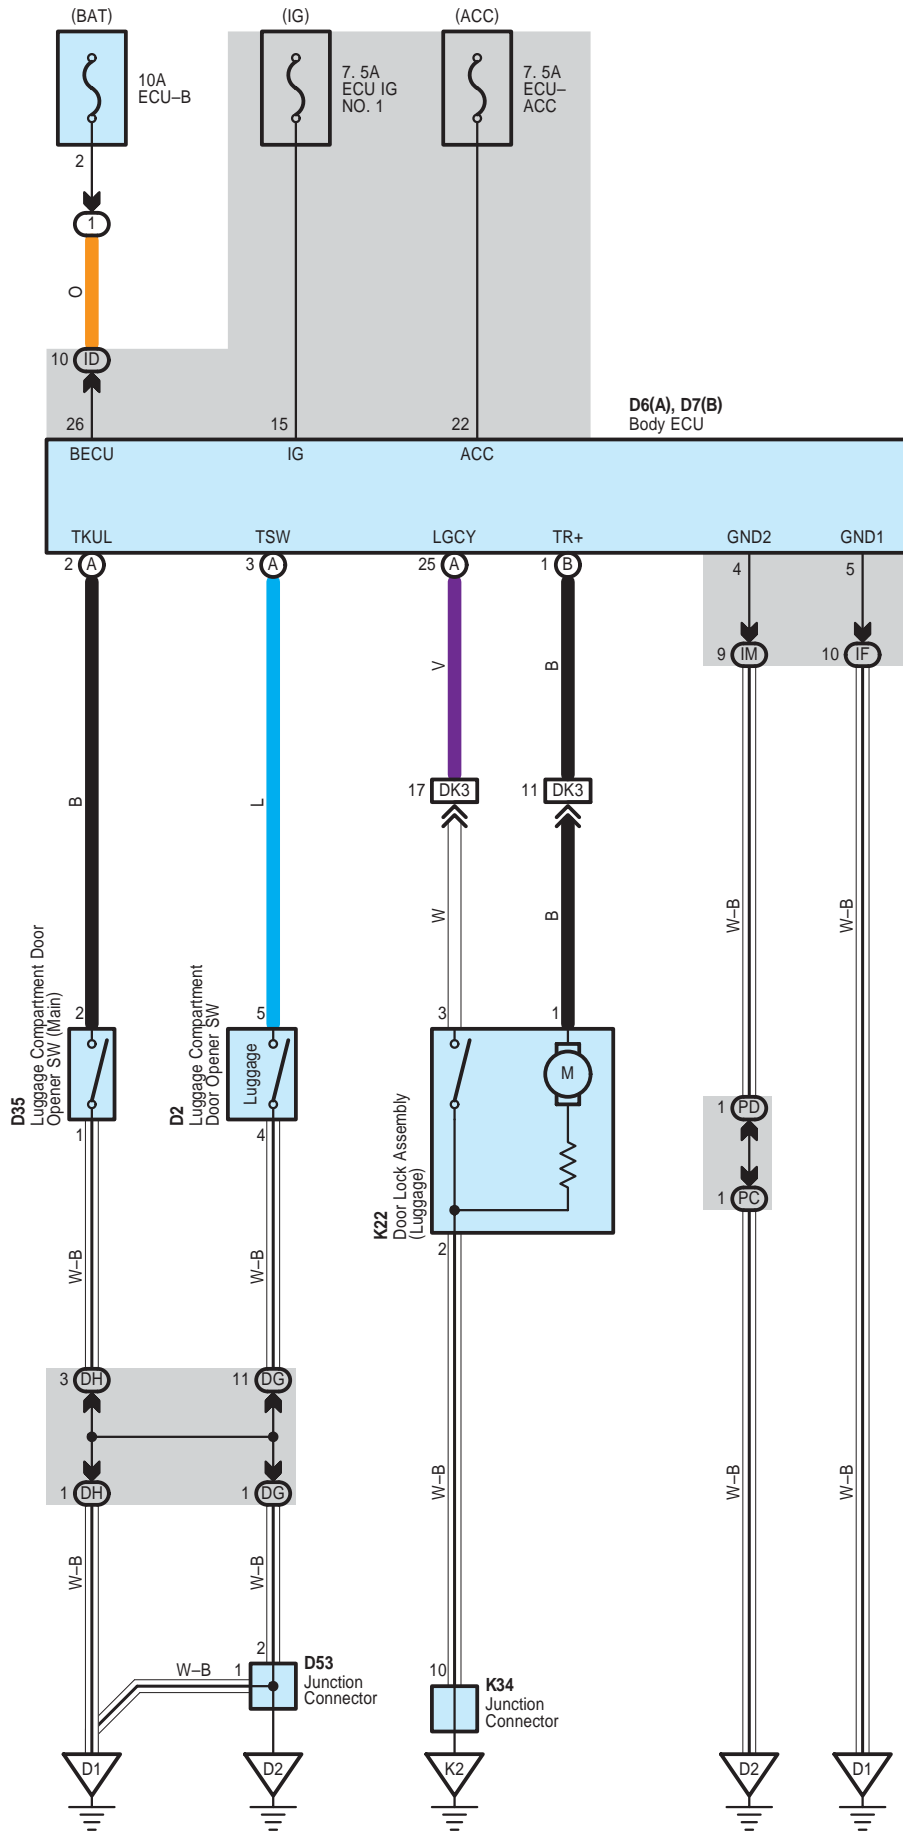 (BAT)
(IG)
(ACC)
10A
ECU–B
7. 5A
ECU IG
NO. 1
7. 5A
ECU–
ACC
2
1
O
10
ID
26
15
22
D6(A), D7(B)
Body ECU
BECU
IG
ACC
TKUL
TSW
LGCY
TR+
GND2
GND1
2
A
3
A
25
A
1
B
4
5
9
IM
10
IF
V
B
17
DK3
11
DK3
B
L
W
B
W–B
W–B
D35
Luggage Compartment Door
Opener SW (Main)
2
D2
Luggage Compartment
Door Opener SW
5
Luggage
3
1
M
1
4
1
PD
1
PC
K22
Door Lock Assembly
(Luggage)
2
W–B
W–B
3
DH
11
DG
1
DH
1
DG
W–B
W–B
W–B
W–B
W–B
W–B
1
2
D53
Junction
Connector
10
K34
Junction
Connector
D1
D2
K2
D2
D1